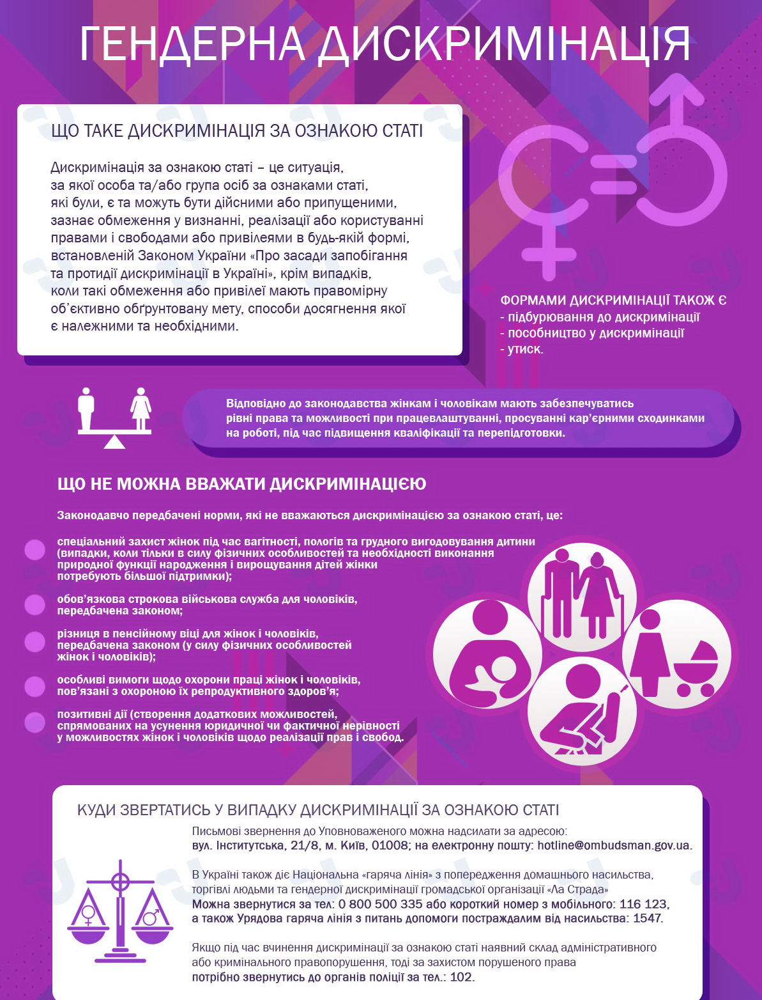 ГЕНДЕРНА ДИСКРИМІНАЦІЯ
ЩО ТАКЕ ДИСКРИМІНАЦІЯ ЗА ОЗНАКОЮ СТАТІ
Дискримінація за ознакою статі – це ситуація,
за якої особа та/або група осіб за ознаками статі,
які були, є та можуть бути дійсними або припущеними,
зазнає обмеження у визнанні, реалізації або користуванні
правами і свободами або привілеями в будь-якій формі,
встановленій Законом України «Про засади запобігання
та протидії дискримінації в Україні», крім випадків,
коли такі обмеження або привілеї мають правомірну
об’єктивно обґрунтовану мету, способи досягнення якої
є належними та необхідними.
ФОРМАМИ ДИСКРИМІНАЦІЇ ТАКОЖ Є
- підбурювання до дискримінації
- пособництво у дискримінації
- утиск.
Відповідно до законодавства жінкам і чоловікам мають забезпечуватись
рівні права та можливості при працевлаштуванні, просуванні кар’єрними сходинками
на роботі, під час підвищення кваліфікації та перепідготовки.
ЩО НЕ МОЖНА ВВАЖАТИ ДИСКРИМІНАЦІЄЮ
Законодавчо передбачені норми, які не вважаються дискримінацією за ознакою статі, це:
спеціальний захист жінок під час вагітності, пологів та грудного вигодовування дитини
(випадки, коли тільки в силу фізичних особливостей та необхідності виконання
природної функції народження і вирощування дітей жінки
потребують більшої підтримки);
обов’язкова строкова військова служба для чоловіків,
передбачена законом;
різниця в пенсійному віці для жінок і чоловіків,
передбачена законом (у силу фізичних особливостей
жінок і чоловіків);
особливі вимоги щодо охорони праці жінок і чоловіків,
пов’язані з охороною їх репродуктивного здоров’я;
позитивні дії (створення додаткових можливостей,
спрямованих на усунення юридичної чи фактичної нерівності
у можливостях жінок і чоловіків щодо реалізації прав і свобод.
КУДИ ЗВЕРТАТИСЬ У ВИПАДКУ ДИСКРИМІНАЦІЇ ЗА ОЗНАКОЮ СТАТІ
Письмові звернення до Уповноваженого можна надсилати за адресою:
вул. Інститутська, 21/8, м. Київ, 01008; на електронну пошту: hotline@ombudsman.gov.ua.
В Україні також діє Національна «гаряча лінія» з попередження домашнього насильства,
торгівлі людьми та гендерної дискримінації громадської організації «Ла Страда»
Можна звернутися за тел: 0 800 500 335 або короткий номер з мобільного: 116 123,
а також Урядова гаряча лінія з питань допомоги постраждалим від насильства: 1547.
Якщо під час вчинення дискримінації за ознакою статі наявний склад адміністративного
або кримінального правопорушення, тоді за захистом порушеного права
потрібно звернутись до органів поліції за тел.: 102.